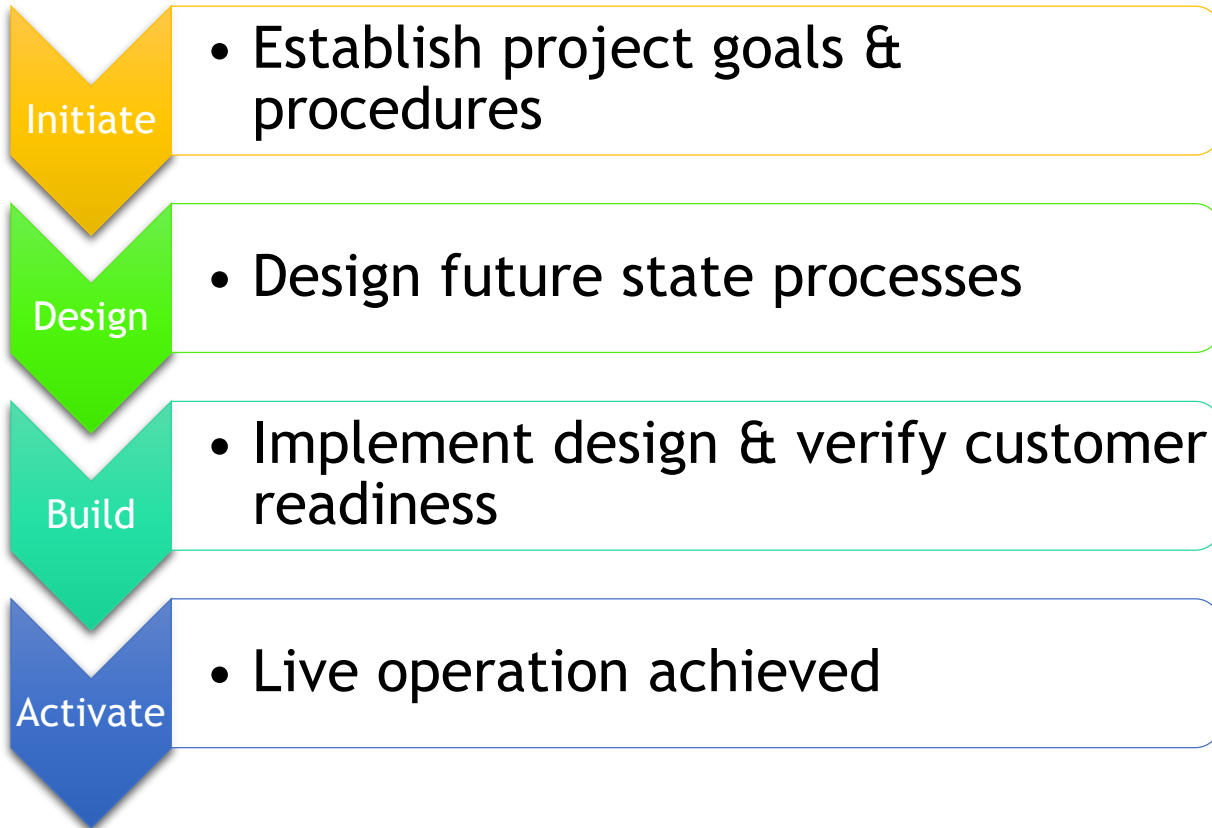 Initiate
• Establish project goals &
procedures
Design
• Design future state processes
Build
• Implement design & verify customer
readiness
Activate
• Live operation achieved